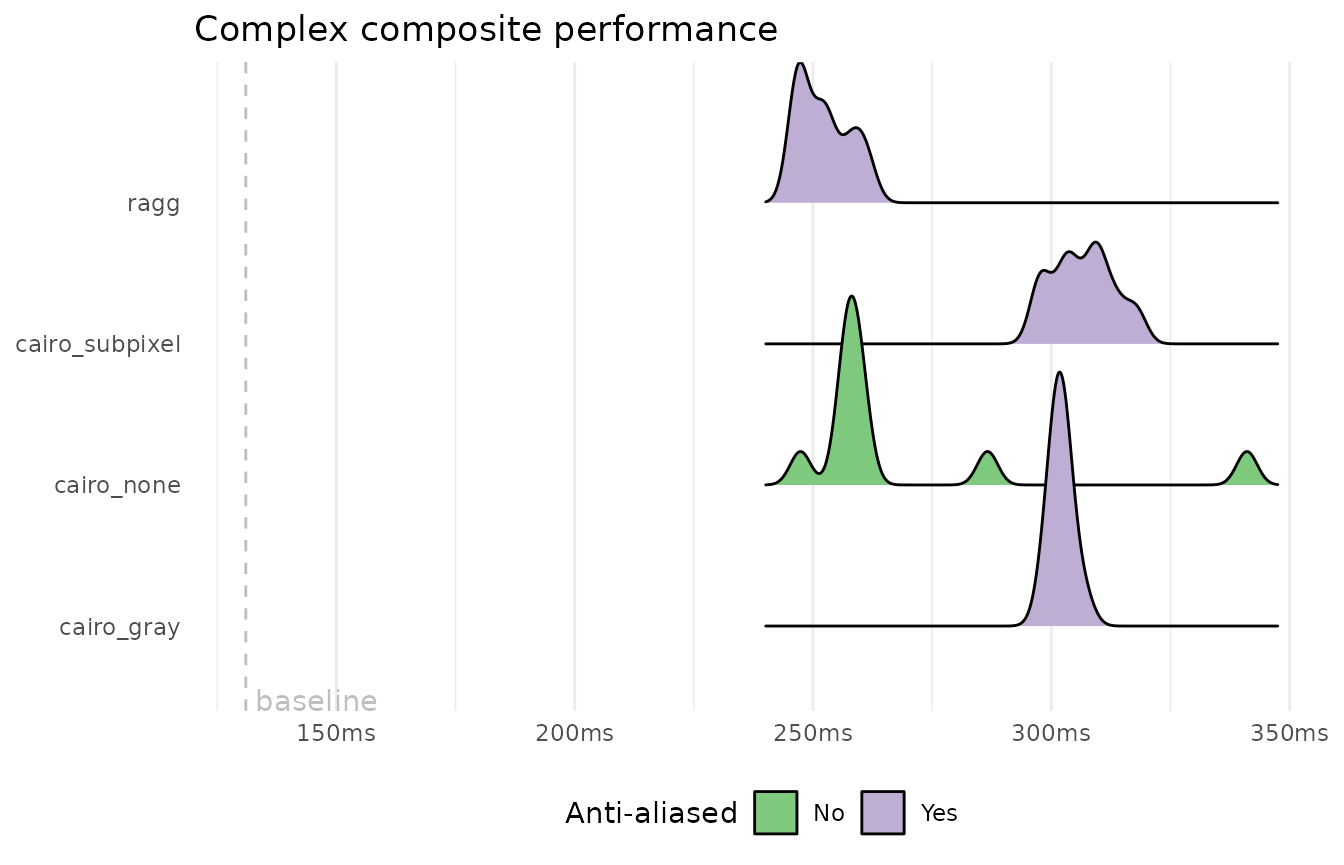 Complex composite performance
ragg
cairo_subpixel
cairo_none
cairo_gray
baseline
150ms 200ms 250ms 300ms 350ms
Anti-aliased No Yes